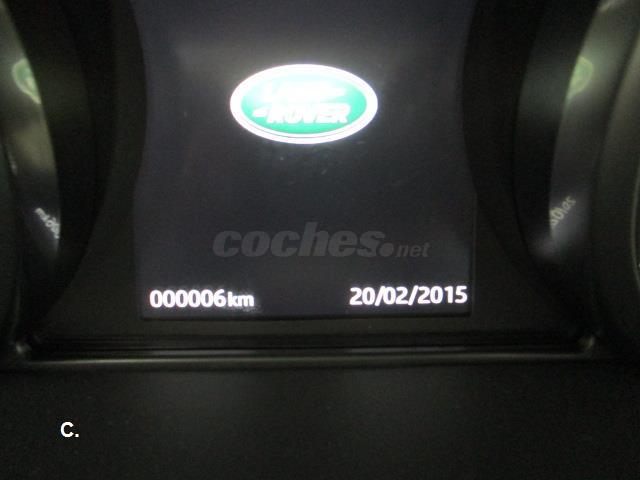 LAND
ROVER
coches.net
000006km 20/02/2015
C.